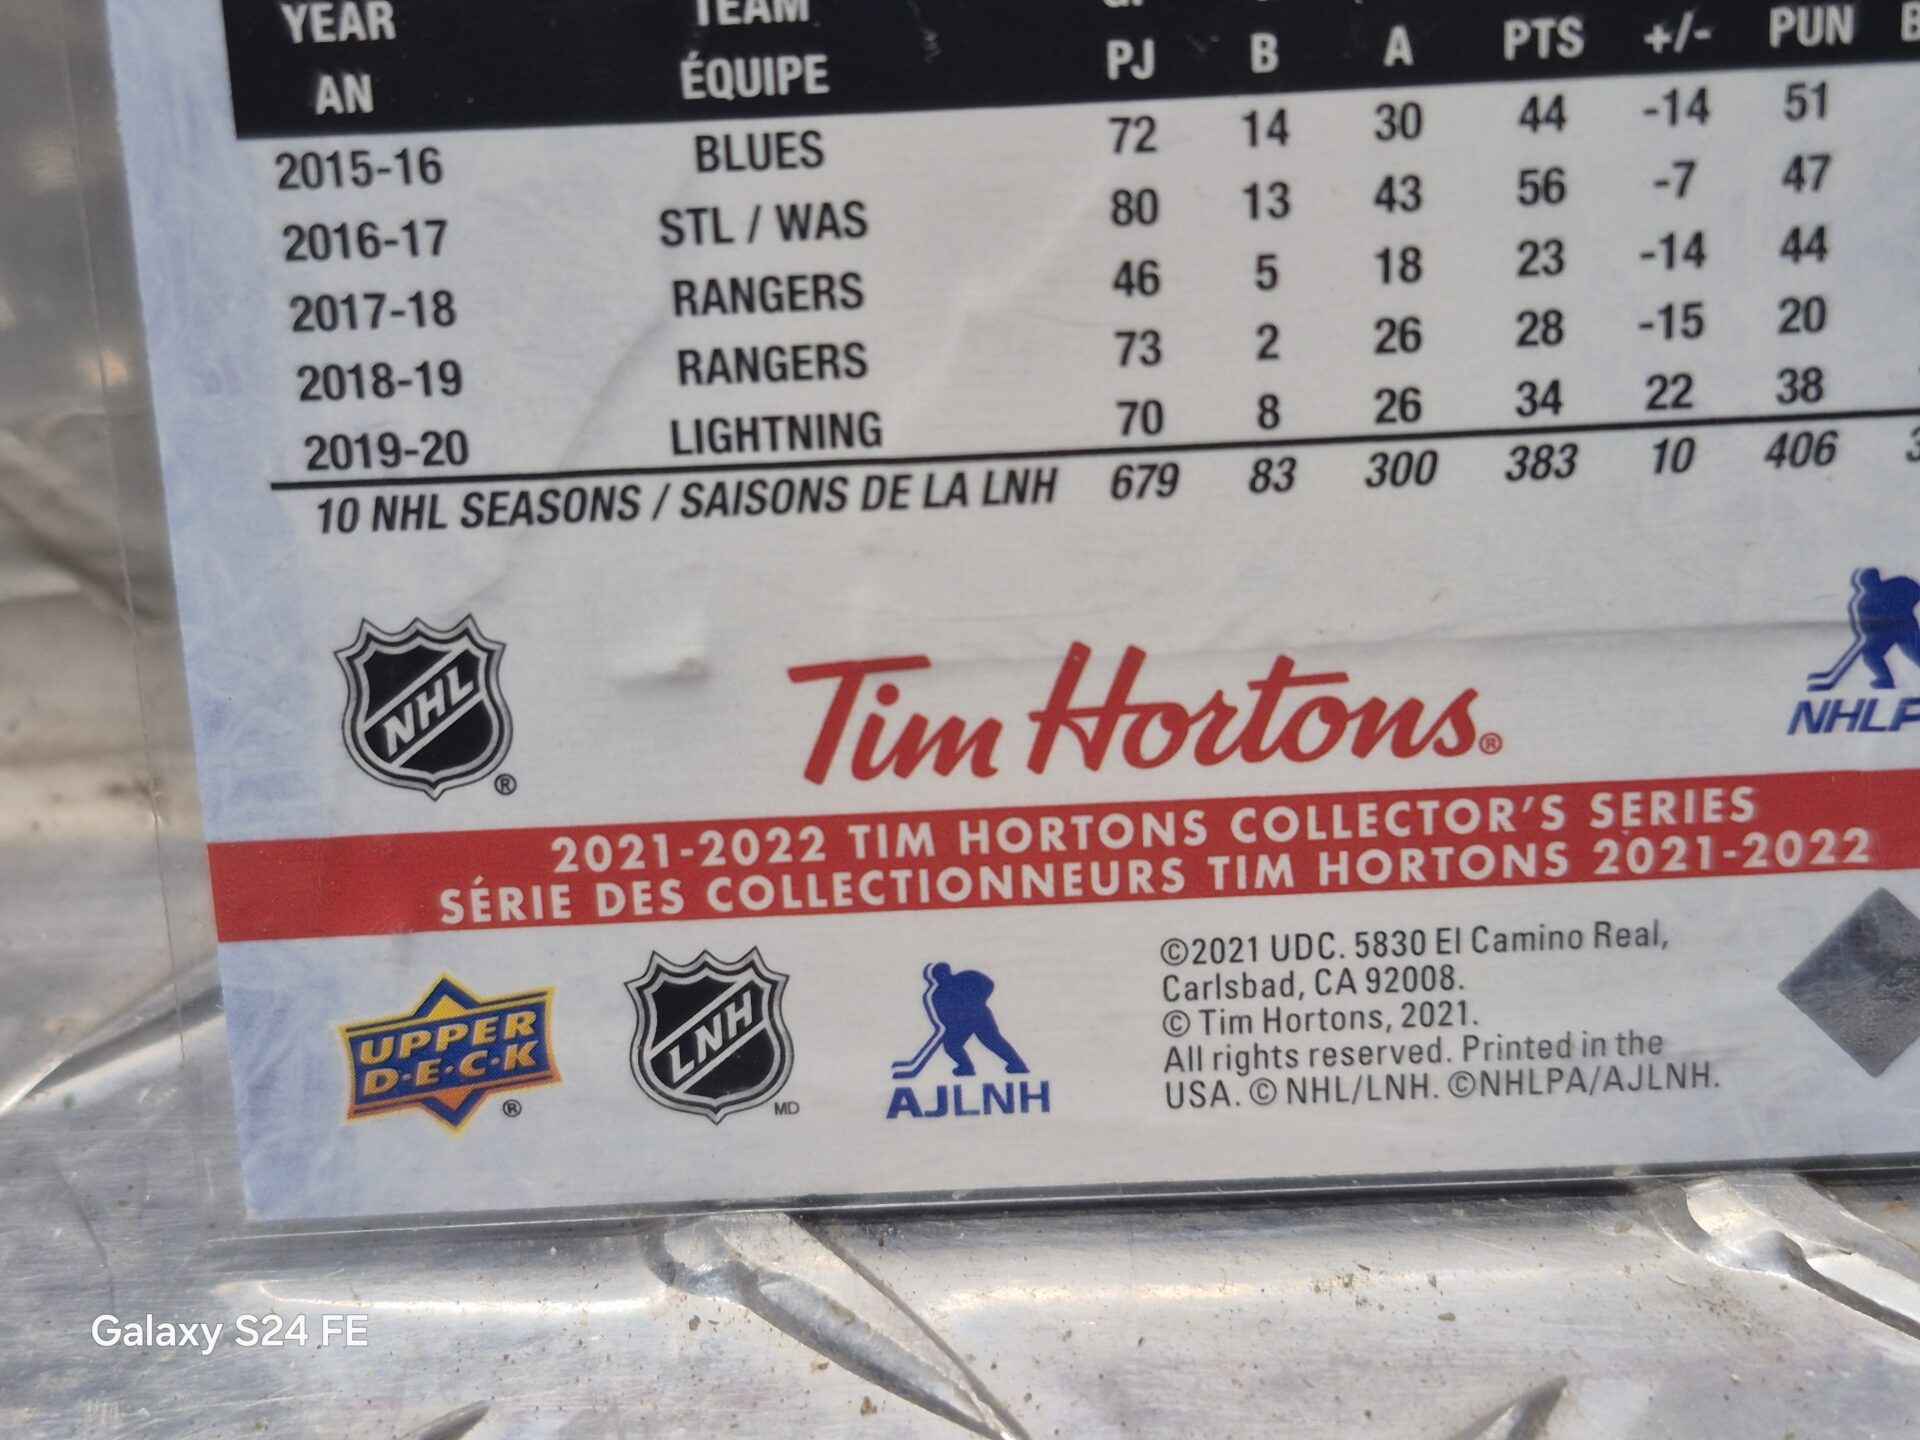 YEAR TEAM
AN ÉQUIPE PJ B A PTS +/- PUN
2015-16 BLUES 72 14 30 44 -14 51
2016-17 STL / WAS 80 13 43 56 -7 47
2017-18 RANGERS 46 5 18 23 -14 44
2018-19 RANGERS 73 2 26 28 -15 20
2019-20 LIGHTNING 70 8 26 34 22 38
10 NHL SEASONS / SAISONS DE LA LNH 679 83 300 383 10 406
NHL ®
Tim Hortons®
NHLP
2021-2022 TIM HORTONS COLLECTOR'S SERIES
SÉRIE DES COLLECTIONNEURS TIM HORTONS 2021-2022
UPPER
D·E·C·K ®
LNH MD
AJLNH
©2021 UDC. 5830 El Camino Real,
Carlsbad, CA 92008.
© Tim Hortons, 2021.
All rights reserved. Printed in the
USA. © NHL/LNH. ©NHLPA/AJLNH.
Galaxy S24 FE